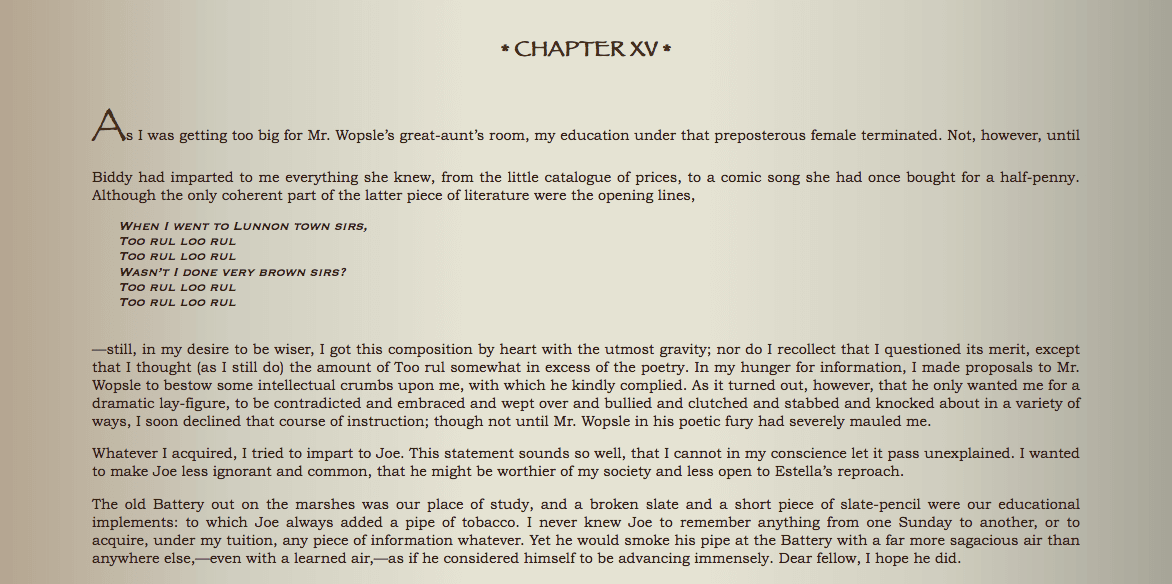 * CHAPTER XV *
As I was getting too big for Mr. Wopsle’s great-aunt’s room, my education under that preposterous female terminated. Not, however, until
Biddy had imparted to me everything she knew, from the little catalogue of prices, to a comic song she had once bought for a half-penny.
Although the only coherent part of the latter piece of literature were the opening lines,
When I went to Lunnon town sirs,
Too rul loo rul
Too rul loo rul
Wasn’t I done very brown sirs?
Too rul loo rul
Too rul loo rul
—still, in my desire to be wiser, I got this composition by heart with the utmost gravity; nor do I recollect that I questioned its merit, except
that I thought (as I still do) the amount of Too rul somewhat in excess of the poetry. In my hunger for information, I made proposals to Mr.
Wopsle to bestow some intellectual crumbs upon me, with which he kindly complied. As it turned out, however, that he only wanted me for a
dramatic lay-figure, to be contradicted and embraced and wept over and bullied and clutched and stabbed and knocked about in a variety of
ways, I soon declined that course of instruction; though not until Mr. Wopsle in his poetic fury had severely mauled me.
Whatever I acquired, I tried to impart to Joe. This statement sounds so well, that I cannot in my conscience let it pass unexplained. I wanted
to make Joe less ignorant and common, that he might be worthier of my society and less open to Estella’s reproach.
The old Battery out on the marshes was our place of study, and a broken slate and a short piece of slate-pencil were our educational
implements: to which Joe always added a pipe of tobacco. I never knew Joe to remember anything from one Sunday to another, or to
acquire, under my tuition, any piece of information whatever. Yet he would smoke his pipe at the Battery with a far more sagacious air than
anywhere else,—even with a learned air,—as if he considered himself to be advancing immensely. Dear fellow, I hope he did.